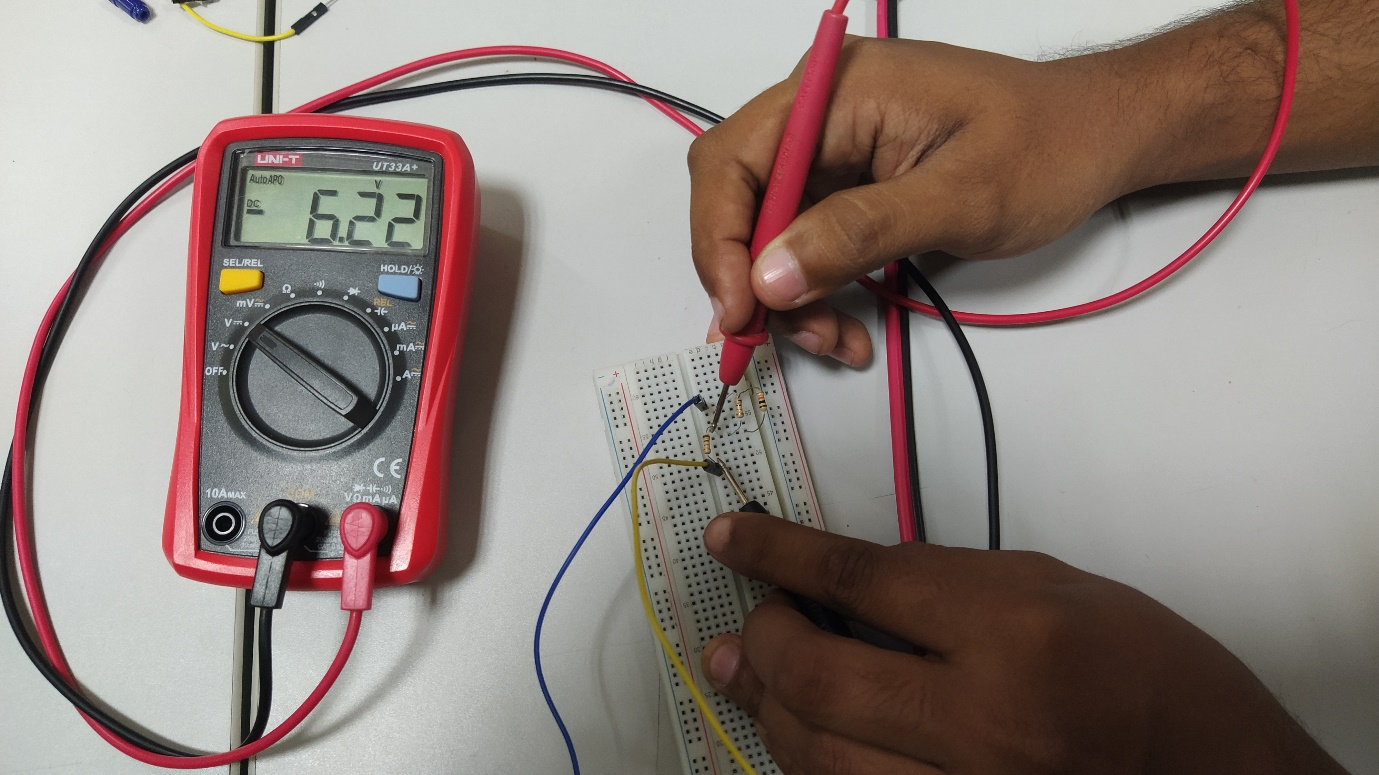 UNI-T
UT33A+
Auto APO
V
DC
6.22
SEL/REL
HOLD/
REL
mV
Ω
V
V~
OFF
µA
mA
A
CE
10A MAX
VΩmAµA